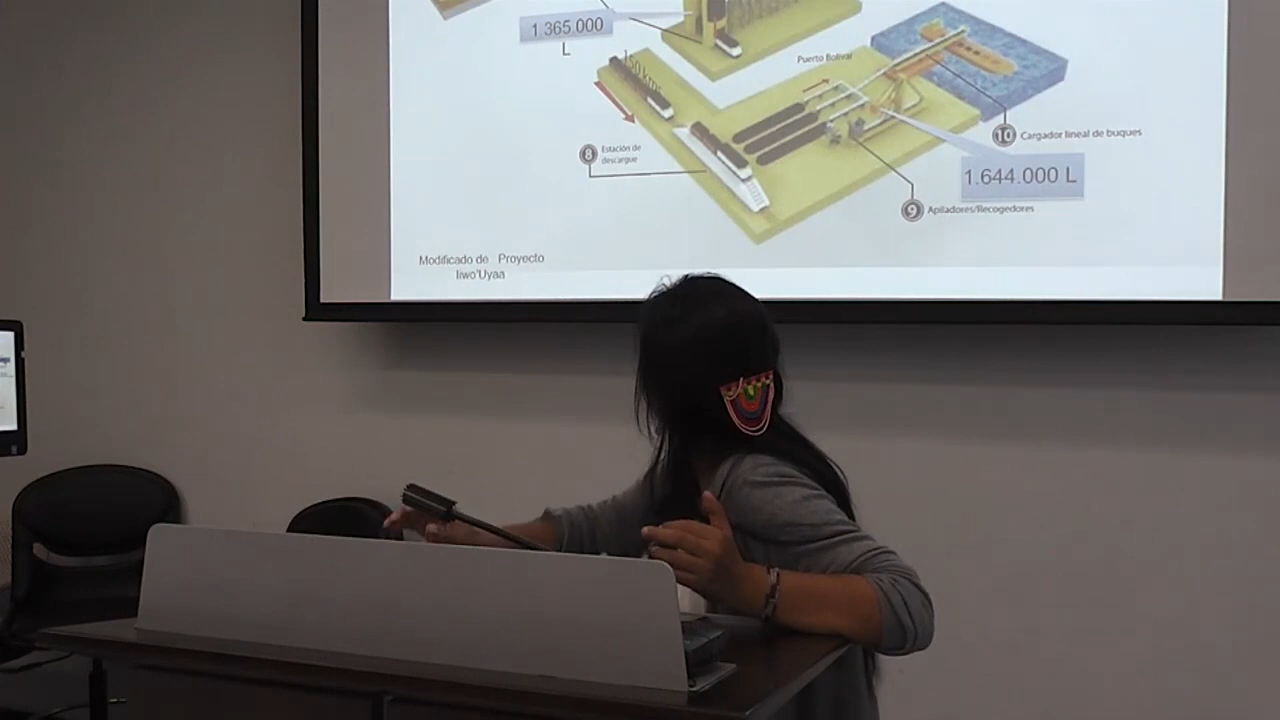 1 365 000
L
150 kms
Puerto Bolívar
8 Estación de
descargue
10 Cargador lineal de buques
1.644.000 L
9 Apiladores/Recogedores
Modificado de Proyecto
Iiwo'Uyaa